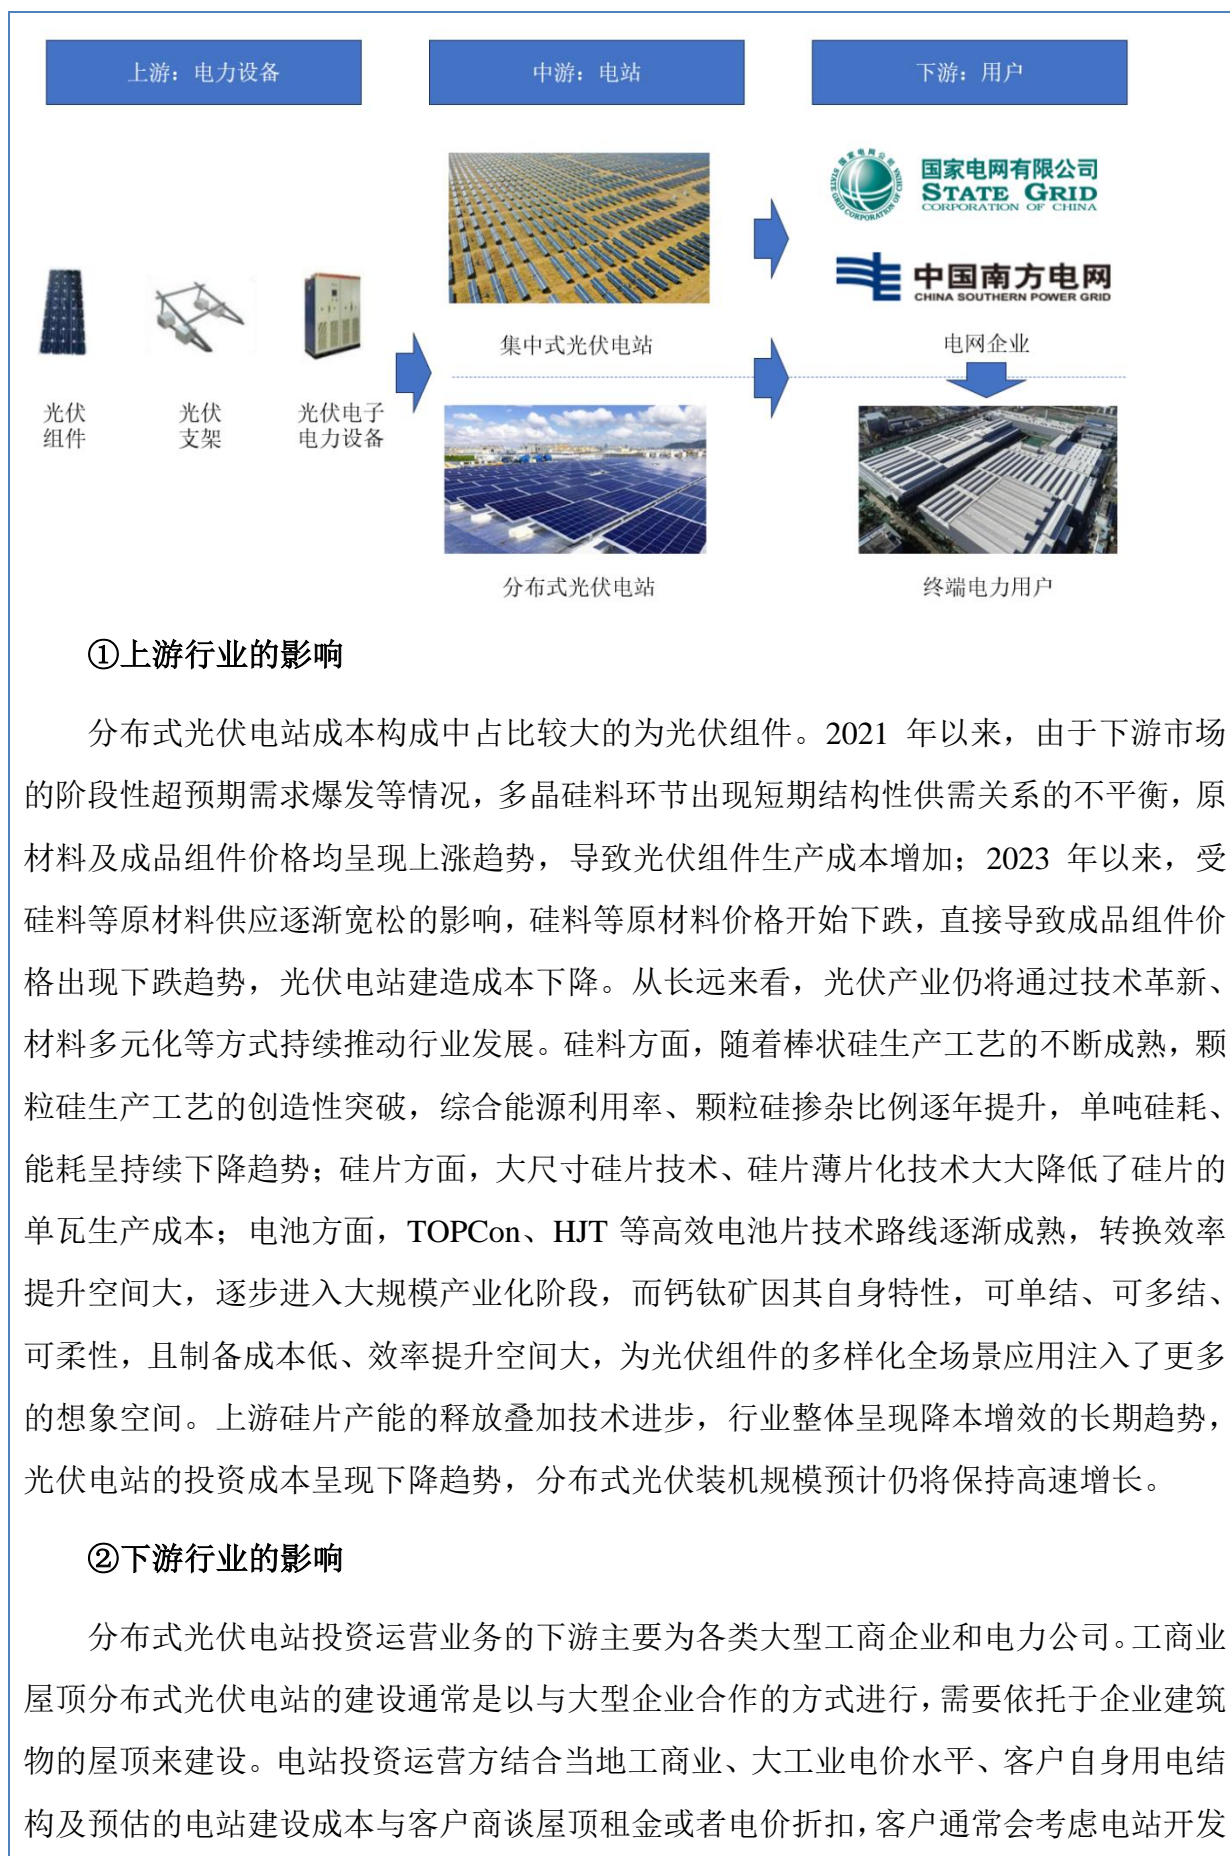 上游：电力设备
中游：电站
下游：用户
国家电网公司
STATE GRID CORPORATION OF CHINA
国家电网有限公司
STATE GRID
CORPORATION OF CHINA
中国南方电网
CHINA SOUTHERN POWER GRID
集中式光伏电站
电网企业
光伏
组件
光伏
支架
光伏电子
电力设备
分布式光伏电站
终端电力用户
①上游行业的影响
分布式光伏电站成本构成中占比较大的为光伏组件。2021 年以来，由于下游市场
的阶段性超预期需求爆发等情况，多晶硅料环节出现短期结构性供需关系的不平衡，原
材料及成品组件价格均呈现上涨趋势，导致光伏组件生产成本增加；2023 年以来，受
硅料等原材料供应逐渐宽松的影响，硅料等原材料价格开始下跌，直接导致成品组件价
格出现下跌趋势，光伏电站建造成本下降。从长远来看，光伏产业仍将通过技术革新、
材料多元化等方式持续推动行业发展。硅料方面，随着棒状硅生产工艺的不断成熟，颗
粒硅生产工艺的创造性突破，综合能源利用率、颗粒硅掺杂比例逐年提升，单吨硅耗、
能耗呈持续下降趋势；硅片方面，大尺寸硅片技术、硅片薄片化技术大大降低了硅片的
单瓦生产成本；电池方面，TOPCon、HJT 等高效电池片技术路线逐渐成熟，转换效率
提升空间大，逐步进入大规模产业化阶段，而钙钛矿因其自身特性，可单结、可多结、
可柔性，且制备成本低、效率提升空间大，为光伏组件的多样化全场景应用注入了更多
的想象空间。上游硅片产能的释放叠加技术进步，行业整体呈现降本增效的长期趋势，
光伏电站的投资成本呈现下降趋势，分布式光伏装机规模预计仍将保持高速增长。
②下游行业的影响
分布式光伏电站投资运营业务的下游主要为各类大型工商企业和电力公司。工商业
屋顶分布式光伏电站的建设通常是以与大型企业合作的方式进行，需要依托于企业建筑
物的屋顶来建设。电站投资运营方结合当地工商业、大工业电价水平、客户自身用电结
构及预估的电站建设成本与客户商谈屋顶租金或者电价折扣，客户通常会考虑电站开发